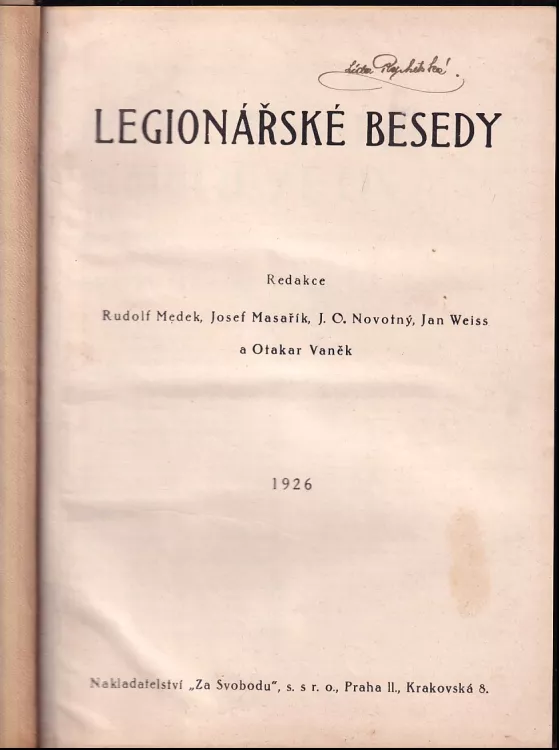 LEGIONÁŘSKÉ BESEDY
Redakce
Rudolf Medek, Josef Masařík, J. O. Novotný, Jan Weiss
a Otakar Vaněk
1926
Nakladatelství „Za Svobodu“, s. s r. o., Praha II., Krakovská 8.